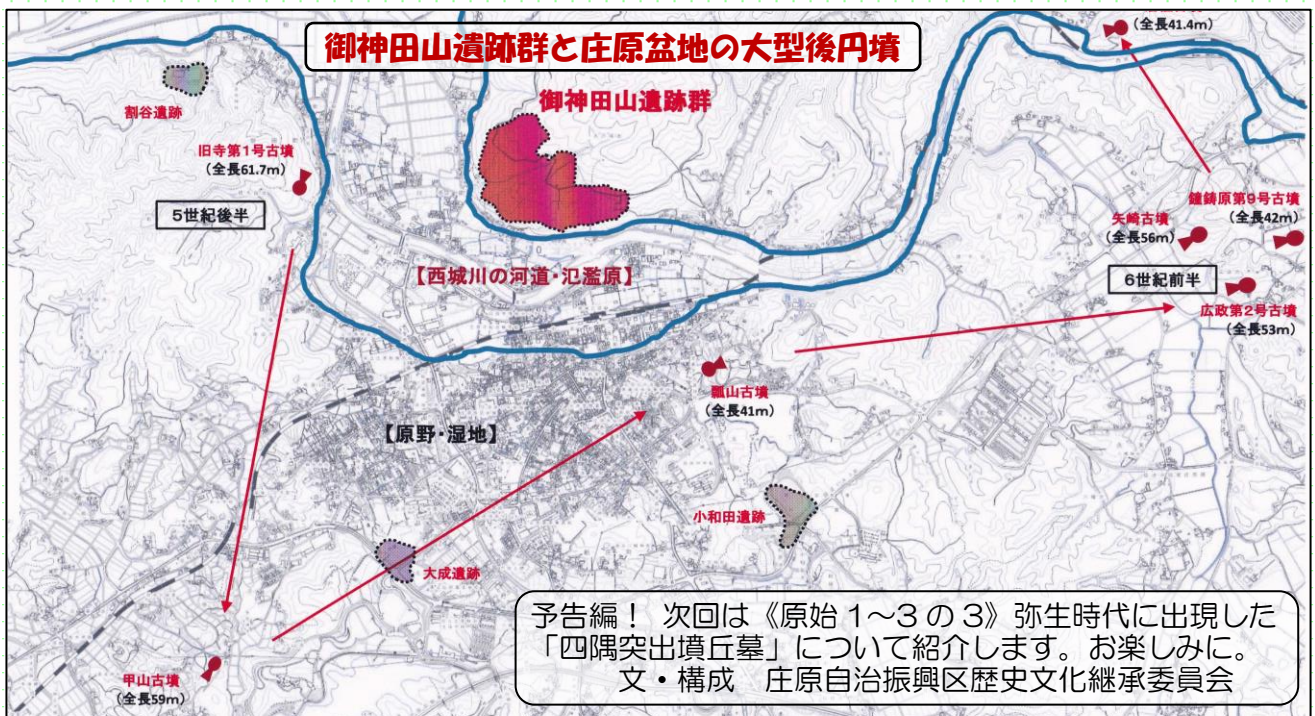 御神田山遺跡群と庄原盆地の大型後円墳
(全長41.4m)
御神田山遺跡群
割谷遺跡
旧寺第1号古墳
(全長61.7m)
5世紀後半
【西城川の河道・氾濫原】
鐘鋳原第9号古墳
(全長42m)
矢崎古墳
(全長56m)
6世紀前半
広政第2号古墳
(全長53m)
瓢山古墳
(全長41m)
【原野・湿地】
小和田遺跡
大成遺跡
甲山古墳
(全長59m)
予告編! 次回は《原始1~3の3》弥生時代に出現した
「四隅突出墳丘墓」について紹介します。お楽しみに。
文・構成 庄原自治振興区歴史文化継承委員会